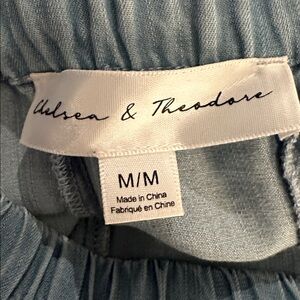 Chelsea & Theodore
M/M
Made in China
Fabriqué en Chine